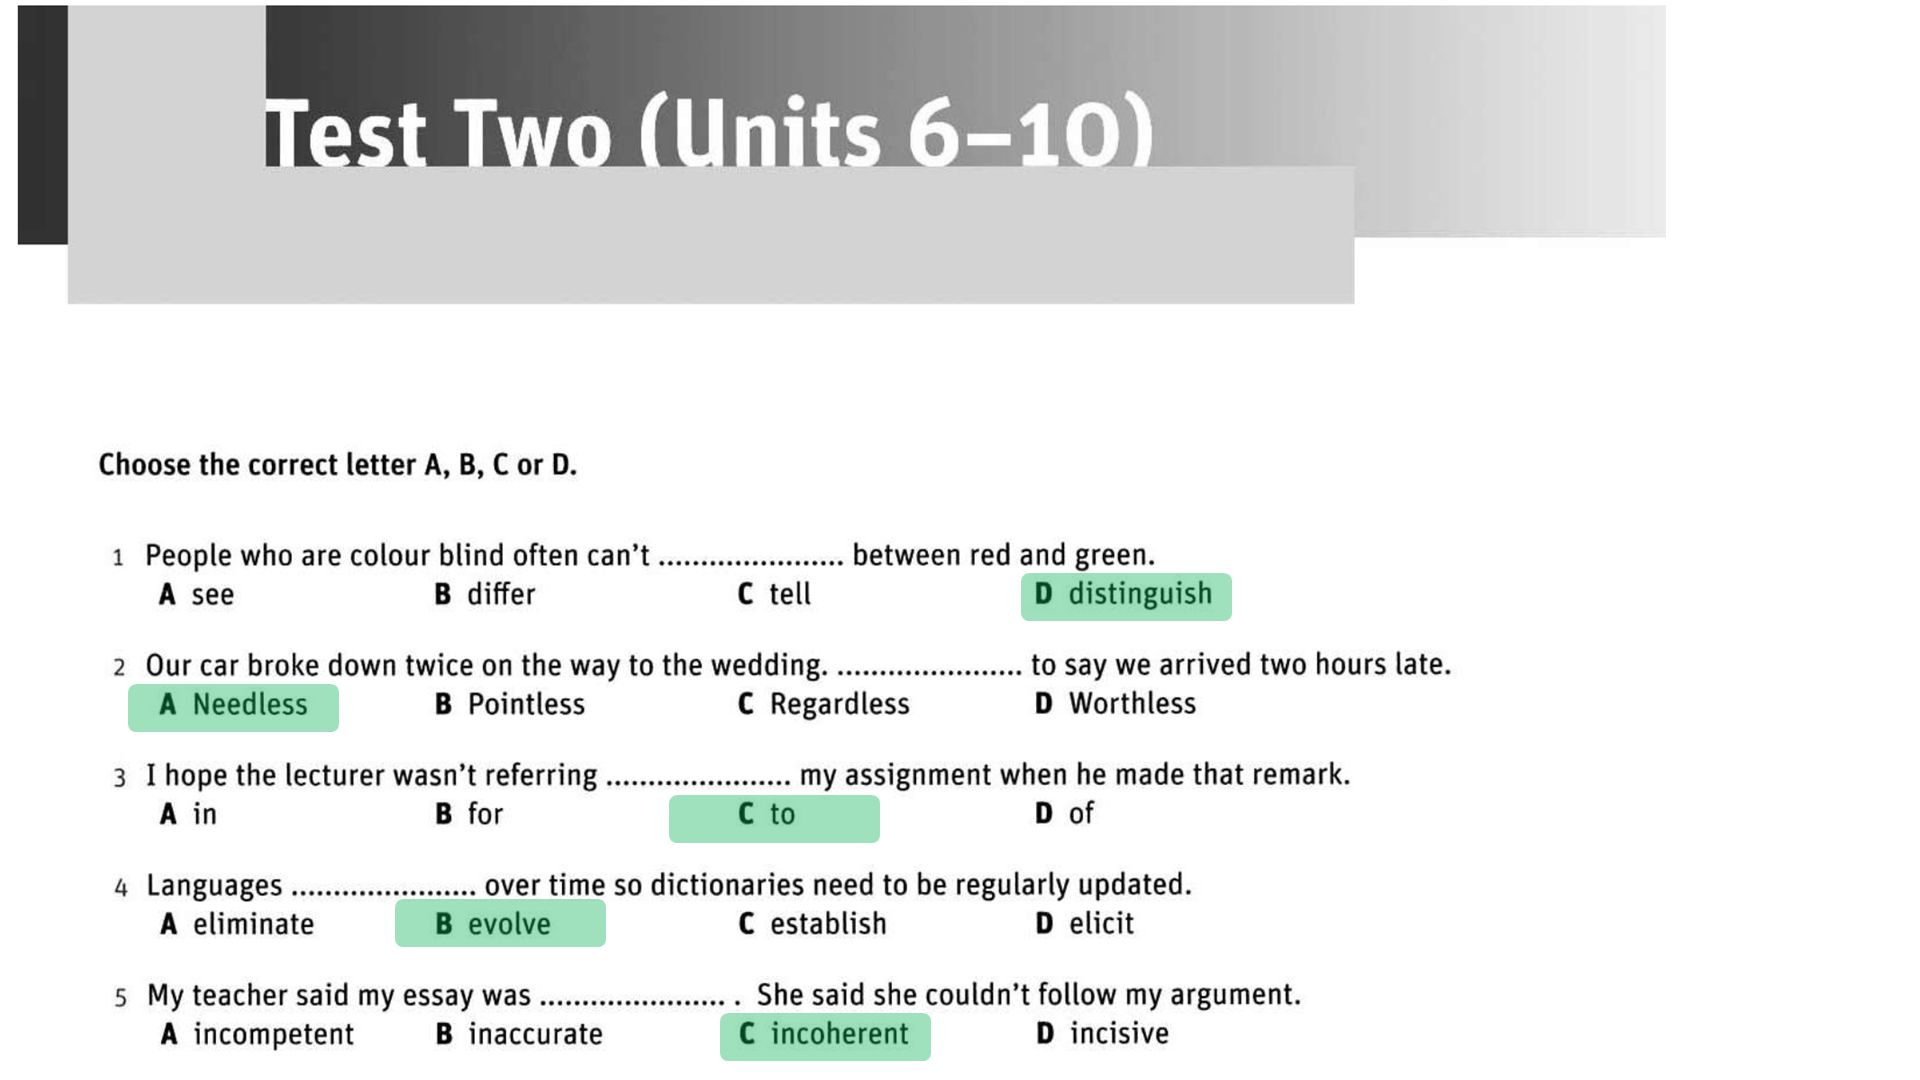 Test Two (Units 6–10)
Choose the correct letter A, B, C or D.
1 People who are colour blind often can't ...................... between red and green.
A see B differ C tell D distinguish
2 Our car broke down twice on the way to the wedding. ...................... to say we arrived two hours late.
A Needless B Pointless C Regardless D Worthless
3 I hope the lecturer wasn't referring ...................... my assignment when he made that remark.
A in B for C to D of
4 Languages ...................... over time so dictionaries need to be regularly updated.
A eliminate B evolve C establish D elicit
5 My teacher said my essay was ...................... . She said she couldn't follow my argument.
A incompetent B inaccurate C incoherent D incisive